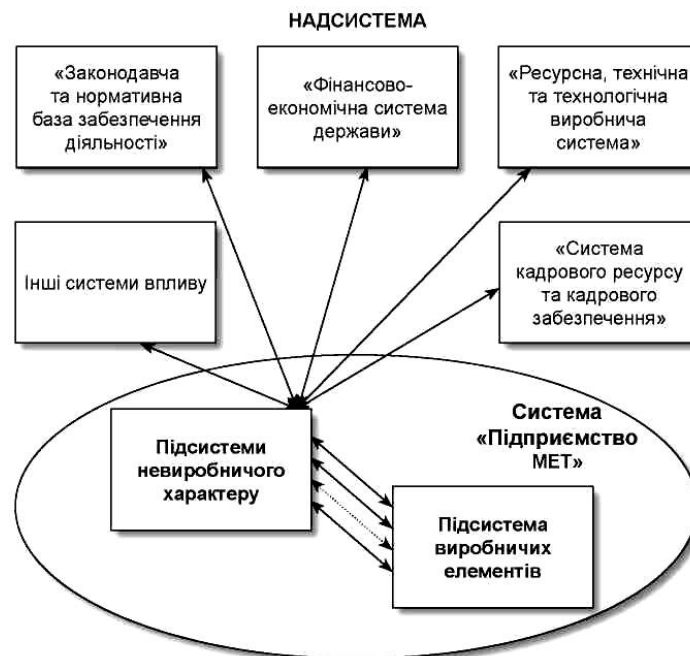 НАДСИСТЕМА
«Законодавча
та нормативна
база забезпечення
діяльності»
«Фінансово-
економічна система
держави»
«Ресурсна, технічна
та технологічна
виробнича
система»
Інші системи впливу
«Система
кадрового ресурсу
та кадрового
забезпечення»
Система
«Підприємство
МЕТ»
Підсистеми
невиробничого
характеру
Підсистема
виробничих
елементів